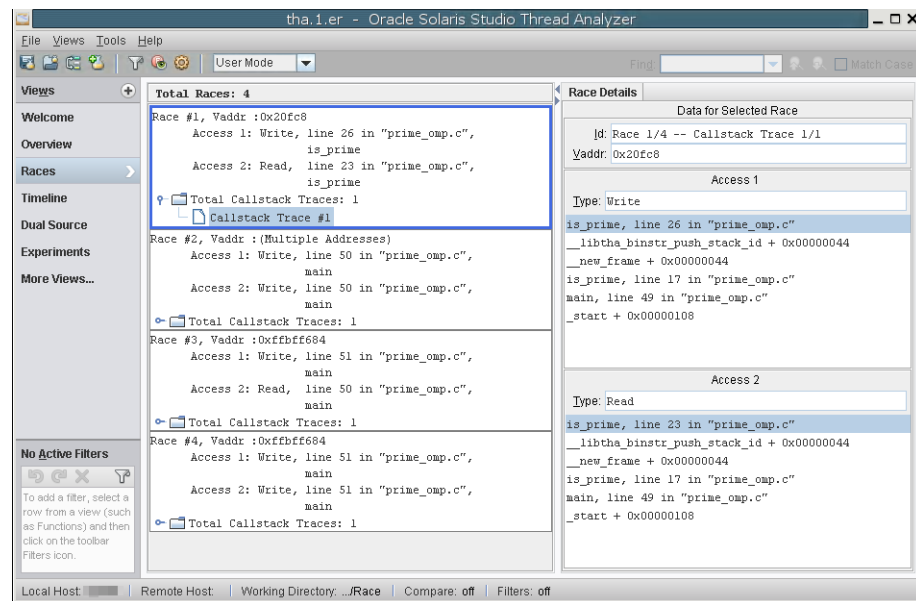 tha.1.er - Oracle Solaris Studio Thread Analyzer
File Views Tools Help
User Mode
Find:
Match Case
Views
Welcome
Overview
Races
Timeline
Dual Source
Experiments
More Views...
No Active Filters
To add a filter, select a
row from a view (such
as Functions) and then
click on the toolbar
Filters icon.
Total Races: 4
Race #1, Vaddr :0x20fc8
Access 1: Write, line 26 in "prime_omp.c",
is_prime
Access 2: Read, line 23 in "prime_omp.c",
is_prime
Total Callstack Traces: 1
Callstack Trace #1
Race #2, Vaddr :(Multiple Addresses)
Access 1: Write, line 50 in "prime_omp.c",
main
Access 2: Write, line 50 in "prime_omp.c",
main
Total Callstack Traces: 1
Race #3, Vaddr :0xffbff684
Access 1: Write, line 51 in "prime_omp.c",
main
Access 2: Read, line 50 in "prime_omp.c",
main
Total Callstack Traces: 1
Race #4, Vaddr :0xffbff684
Access 1: Write, line 51 in "prime_omp.c",
main
Access 2: Write, line 51 in "prime_omp.c",
main
Total Callstack Traces: 1
Race Details
Data for Selected Race
Id: Race 1/4 -- Callstack Trace 1/1
Vaddr: 0x20fc8
Access 1
Type: Write
is_prime, line 26 in "prime_omp.c"
__libtha_binstr_push_stack_id + 0x00000044
__new_frame + 0x00000044
is_prime, line 17 in "prime_omp.c"
main, line 49 in "prime_omp.c"
_start + 0x00000108
Access 2
Type: Read
is_prime, line 23 in "prime_omp.c"
__libtha_binstr_push_stack_id + 0x00000044
__new_frame + 0x00000044
is_prime, line 17 in "prime_omp.c"
main, line 49 in "prime_omp.c"
_start + 0x00000108
Local Host: Remote Host: Working Directory: .../Race Compare: off Filters: off